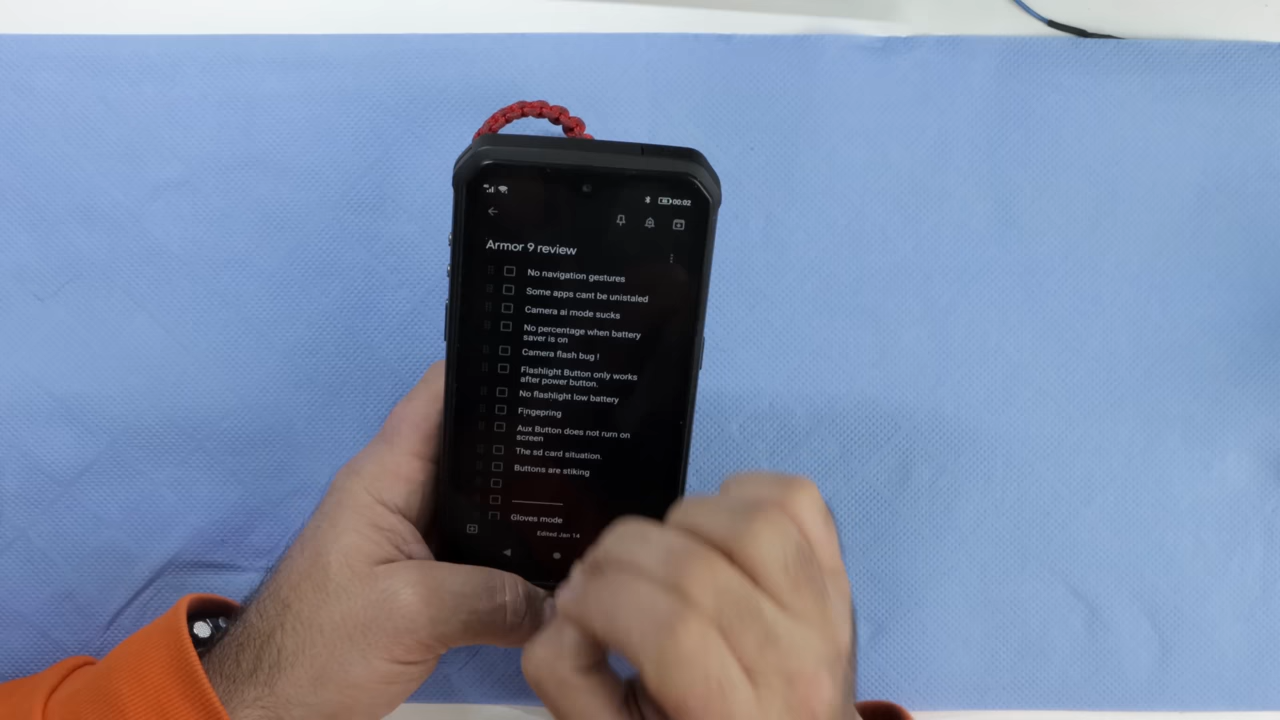 00:02
Armor 9 review
No navigation gestures
Some apps cant be unistaled
Camera ai mode sucks
No percentage when battery
saver is on
Camera flash bug !
Flashlight Button only works
after power button.
No flashlight low battery
Fingepring
Aux Button does not rurn on
screen
The sd card situation.
Buttons are stiking
Gloves mode
Edited Jan 14